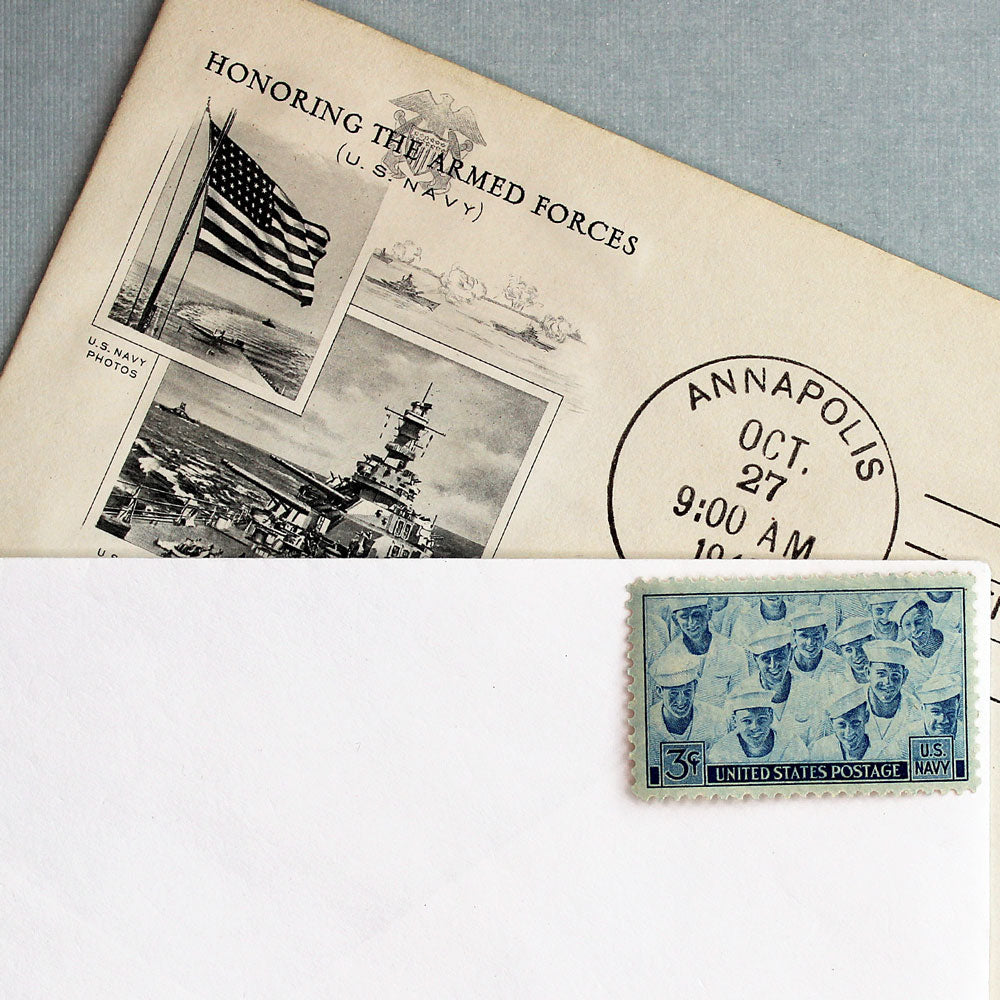 HONORING THE ARMED FORCES
(U.S. NAVY)
U.S. NAVY
PHOTOS
ANNAPOLIS
OCT.
27
9:00 AM
3¢
UNITED STATES POSTAGE
U.S.
NAVY